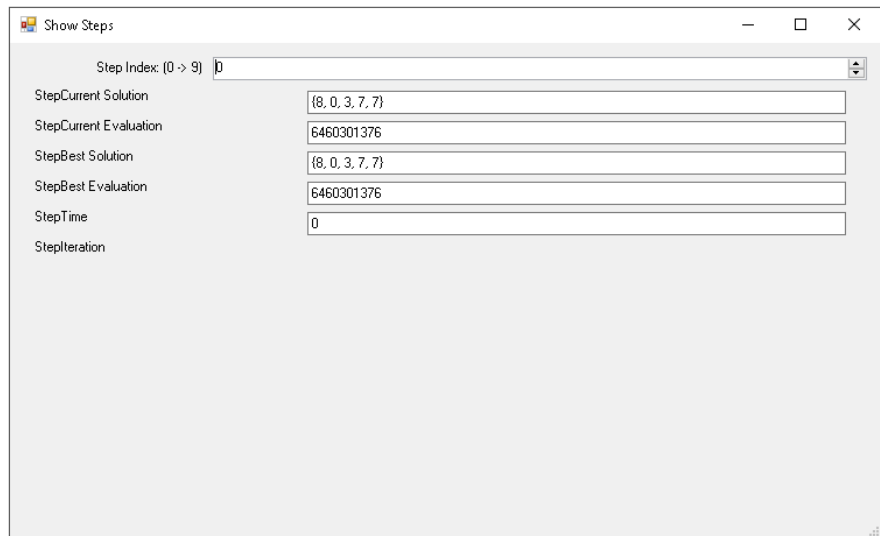 Show Steps
Step Index: (0 -> 9) 0
StepCurrent Solution {8, 0, 3, 7, 7}
StepCurrent Evaluation 6460301376
StepBest Solution {8, 0, 3, 7, 7}
StepBest Evaluation 6460301376
StepTime 0
StepIteration